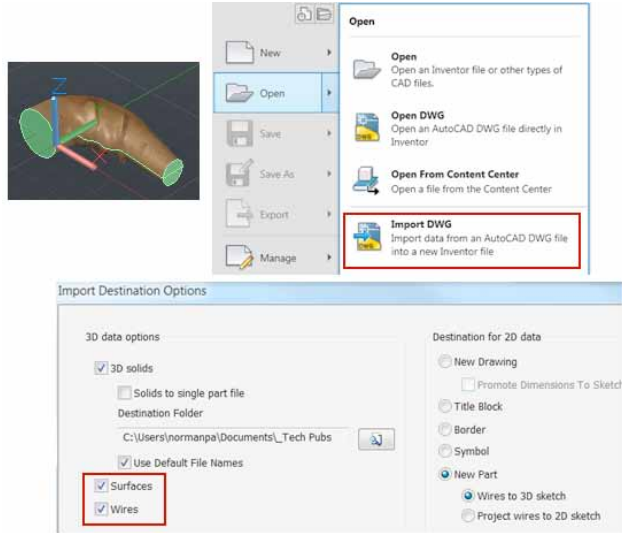 Z
X
New
Open
Save
Save As
Export
Manage
Open
Open
Open an Inventor file or other types of
CAD files.
Open DWG
Open an AutoCAD DWG file directly in
Inventor
Open From Content Center
Open a file from the Content Center
Import DWG
Import data from an AutoCAD DWG file
into a new Inventor file
DWG
DWG
Import Destination Options
3D data options
3D solids
Solids to single part file
Destination Folder
C:\Users\normanpa\Documents\_Tech Pubs
Use Default File Names
Surfaces
Wires
Destination for 2D data
New Drawing
Promote Dimensions To Sketch
Title Block
Border
Symbol
New Part
Wires to 3D sketch
Project wires to 2D sketch